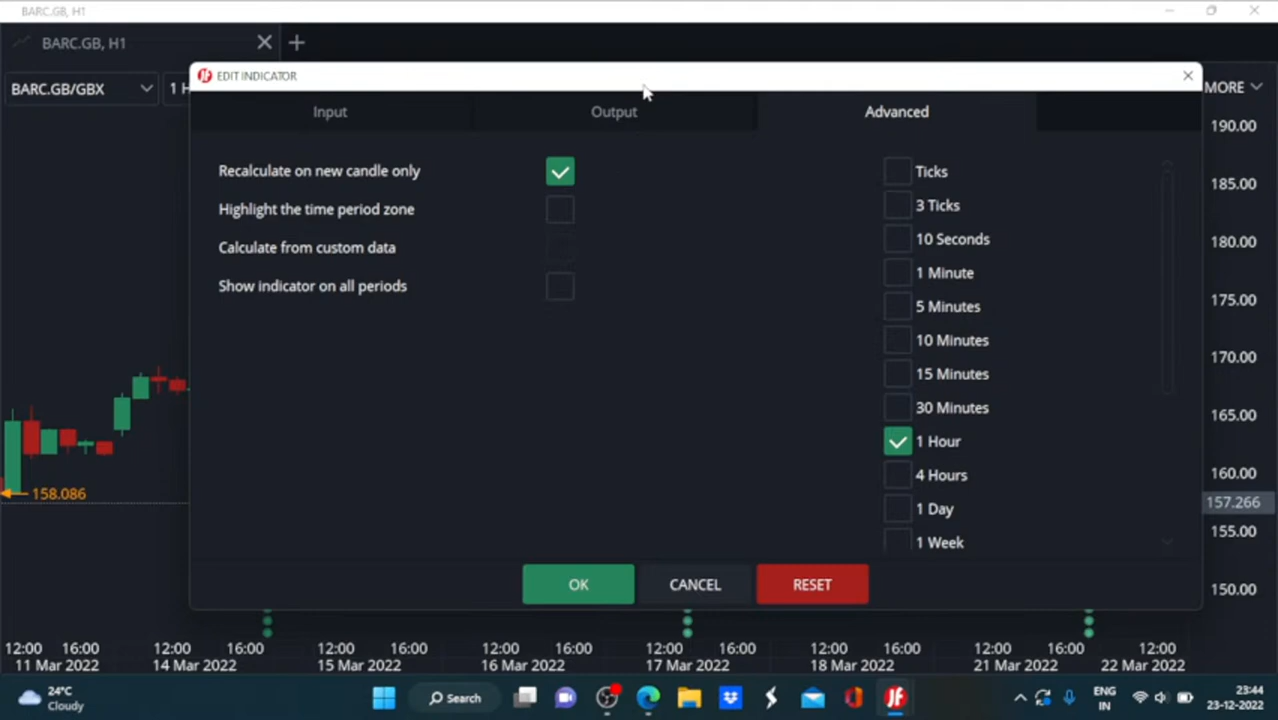 BARC.GB, H1
BARC.GB, H1
BARC.GB/GBX
1 H
MORE
EDIT INDICATOR
Input
Output
Advanced
Recalculate on new candle only
Highlight the time period zone
Calculate from custom data
Show indicator on all periods
Ticks
3 Ticks
10 Seconds
1 Minute
5 Minutes
10 Minutes
15 Minutes
30 Minutes
1 Hour
4 Hours
1 Day
1 Week
OK
CANCEL
RESET
190.00
185.00
180.00
175.00
170.00
165.00
160.00
157.266
155.00
150.00
158.086
12:00 16:00 12:00 16:00 12:00 16:00 12:00 16:00 12:00 16:00 12:00 16:00 12:00 16:00 12:00
11 Mar 2022 14 Mar 2022 15 Mar 2022 16 Mar 2022 17 Mar 2022 18 Mar 2022 21 Mar 2022 22 Mar 2022
24°C
Cloudy
Search
ENG
IN
23:44
23-12-2022